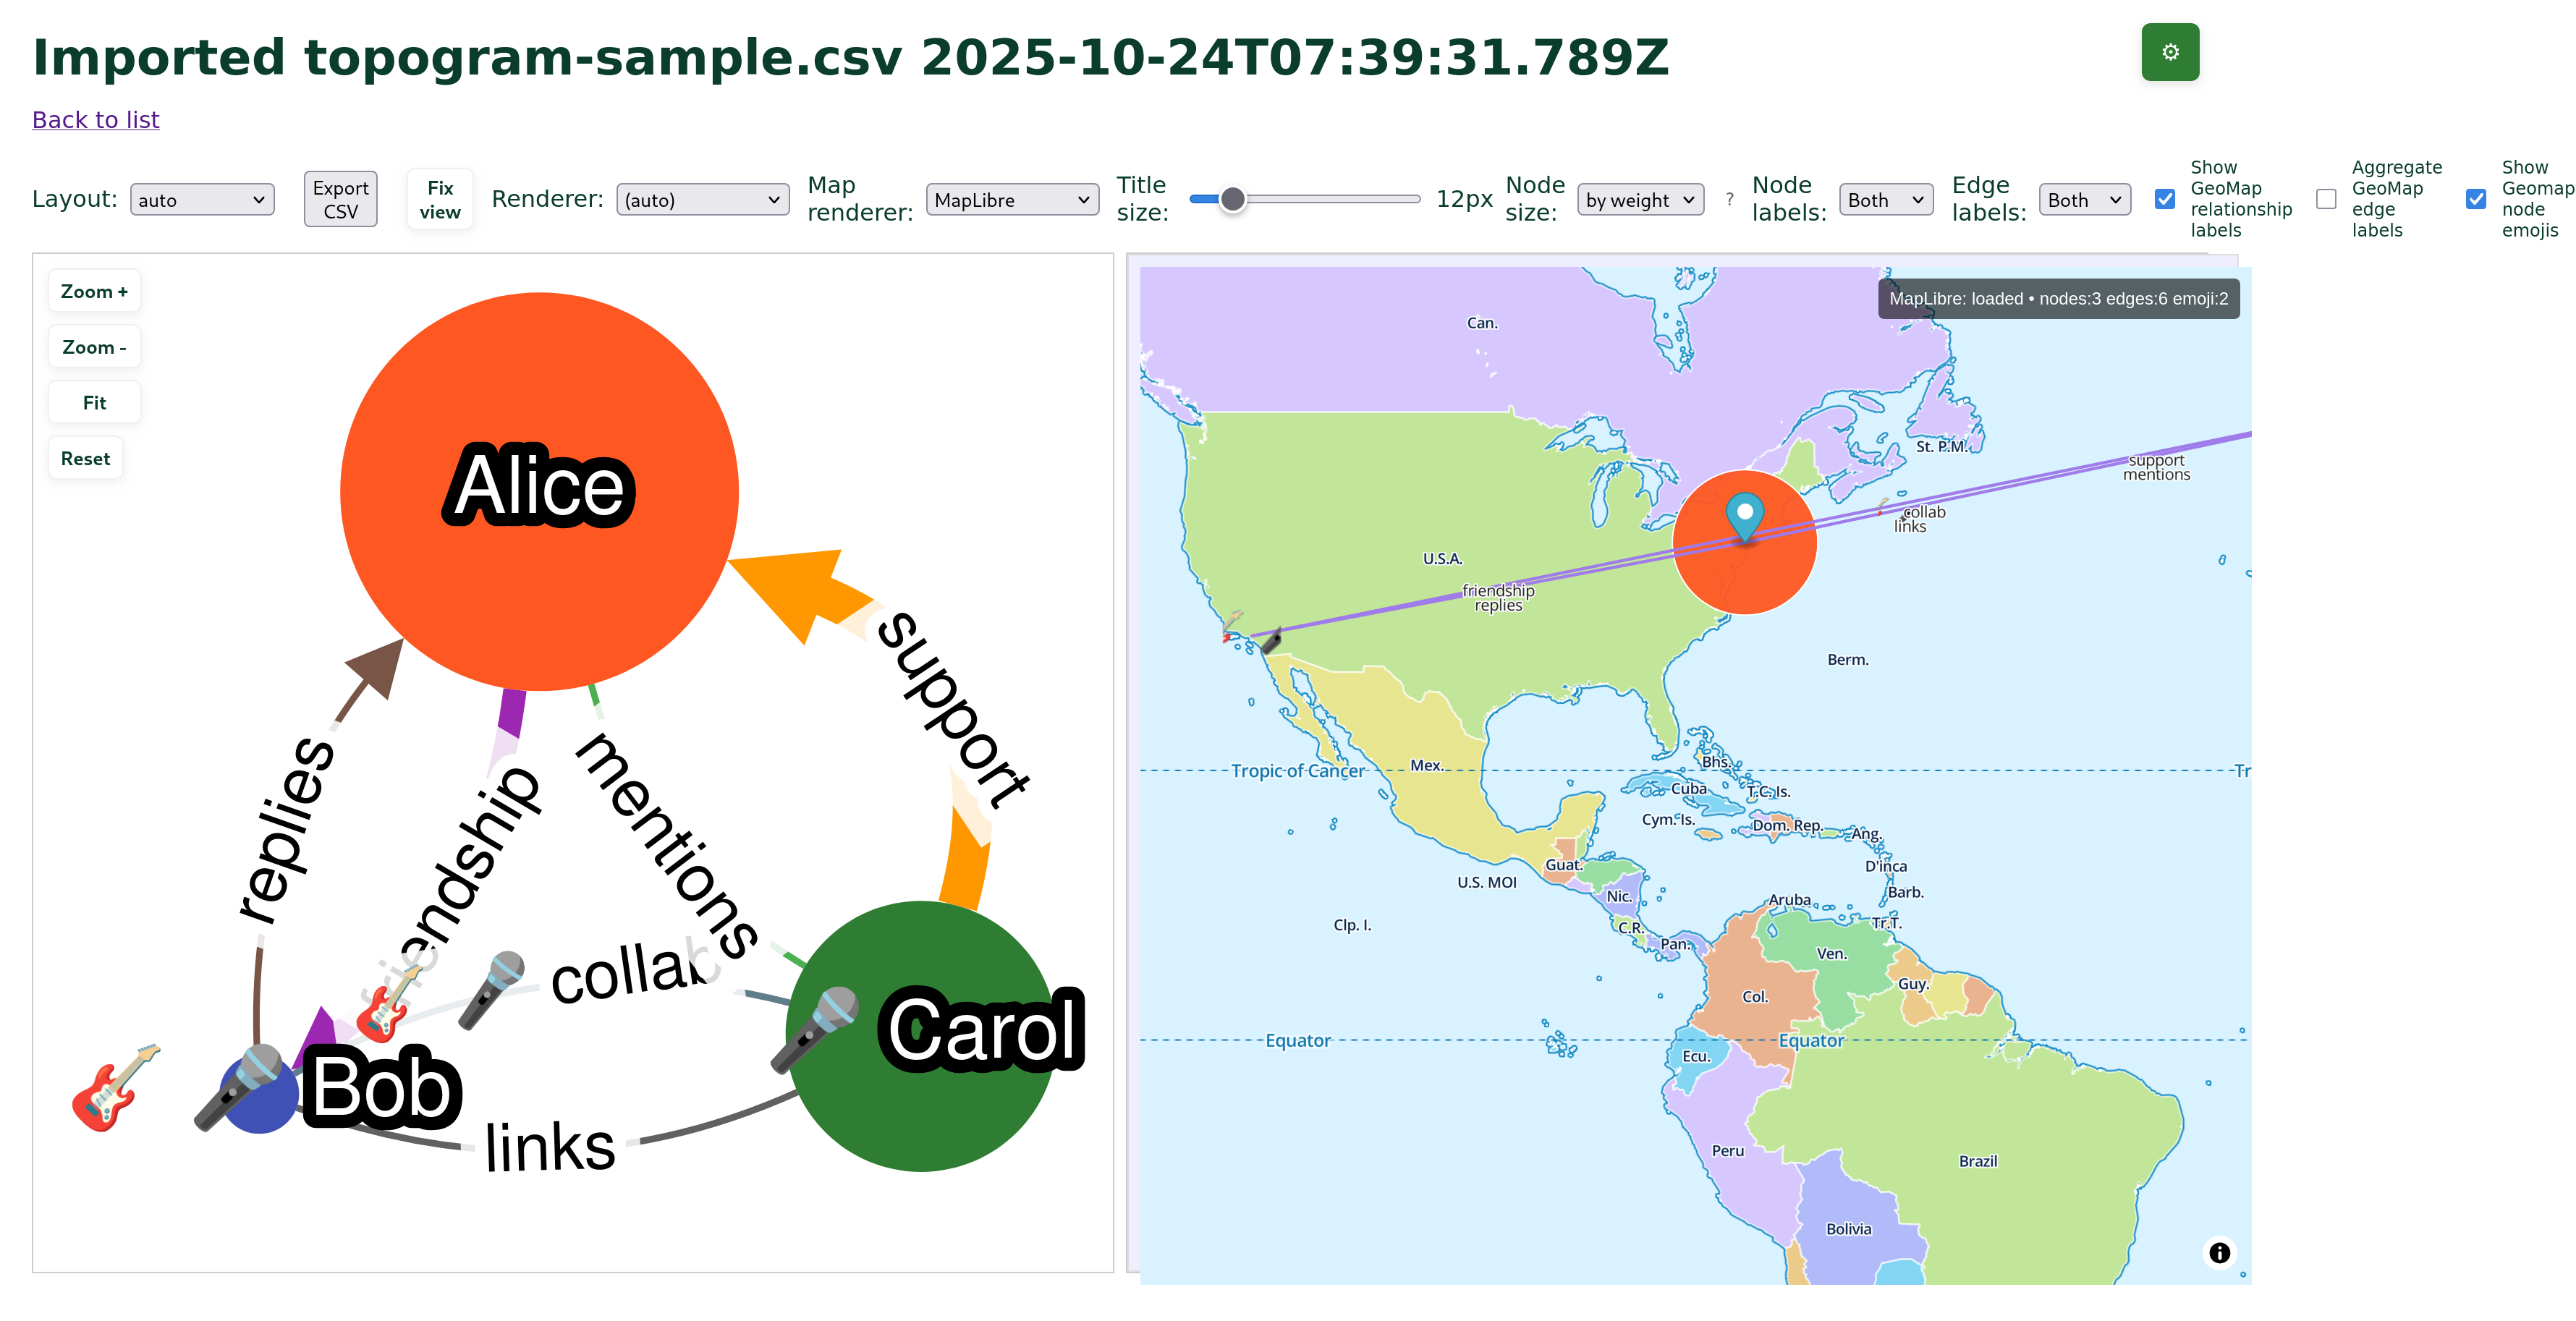 Imported topogram-sample.csv 2025-10-24T07:39:31.789Z
⚙
Back to list
Layout:
auto
Export
CSV
Fix
view
Renderer:
(auto)
Map
renderer:
MapLibre
Title
size:
12px
Node
size:
by weight
?
Node
labels:
Both
Edge
labels:
Both
Show
GeoMap
relationship
labels
Aggregate
GeoMap
edge
labels
Show
Geomap
node
emojis
Zoom +
Zoom -
Fit
Reset
Alice
support
replies
friendship
mentions
collab
Carol
Bob
links
MapLibre: loaded • nodes:3 edges:6 emoji:2
Can.
St. P.M.
support
mentions
collab
links
U.S.A.
friendship
replies
Berm.
Tropic of Cancer
Tr
Mex.
Bhs.
Cuba
T.C. Is.
Cym. Is.
Dom. Rep.
Ang.
Guat.
D'inca
U.S. MOI
Nic.
Barb.
Aruba
Tr.T.
Clp. I.
C.R.
Pan.
Ven.
Guy.
Col.
Equator
Equator
Ecu.
Peru
Brazil
Bolivia